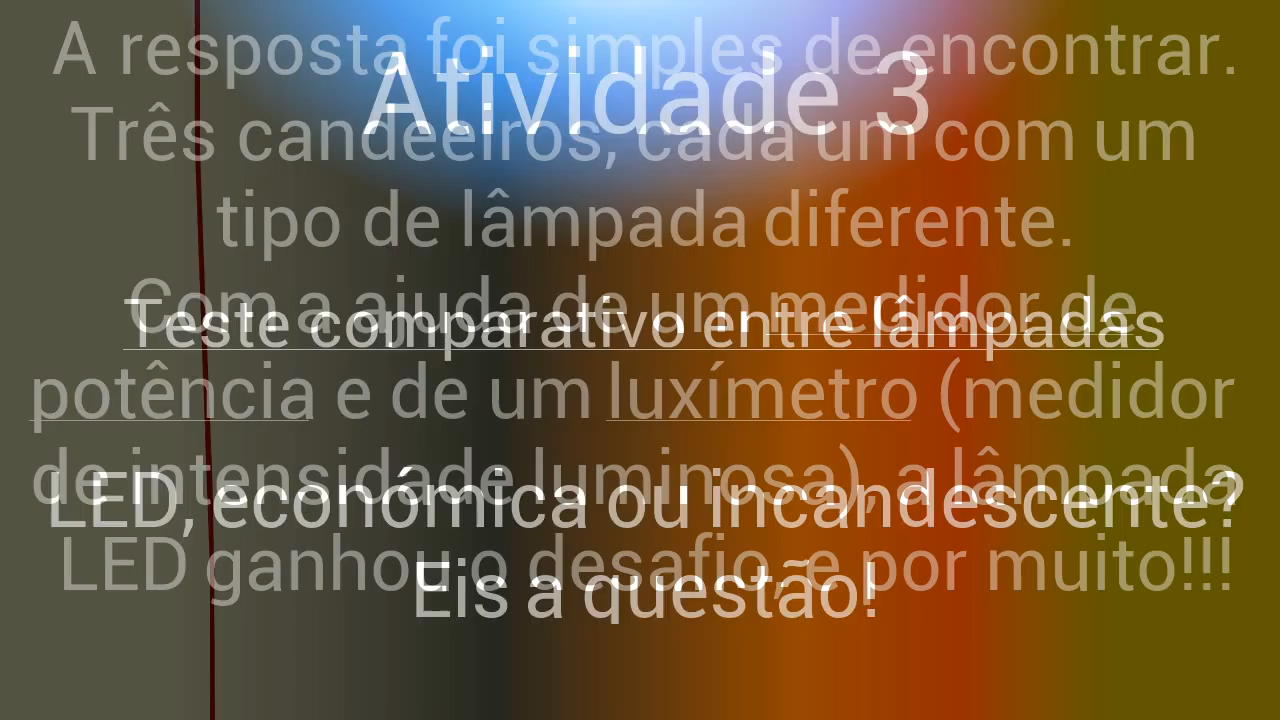 Atividade 3
Teste comparativo entre lâmpadas
LED, económica ou incandescente?
Eis a questão!
A resposta foi simples de encontrar.
Três candeeiros, cada um com um
tipo de lâmpada diferente.
Com a ajuda de um medidor de
potência e de um luxímetro (medidor
de intensidade luminosa), a lâmpada
LED ganhou o desafio, e por muito!!!